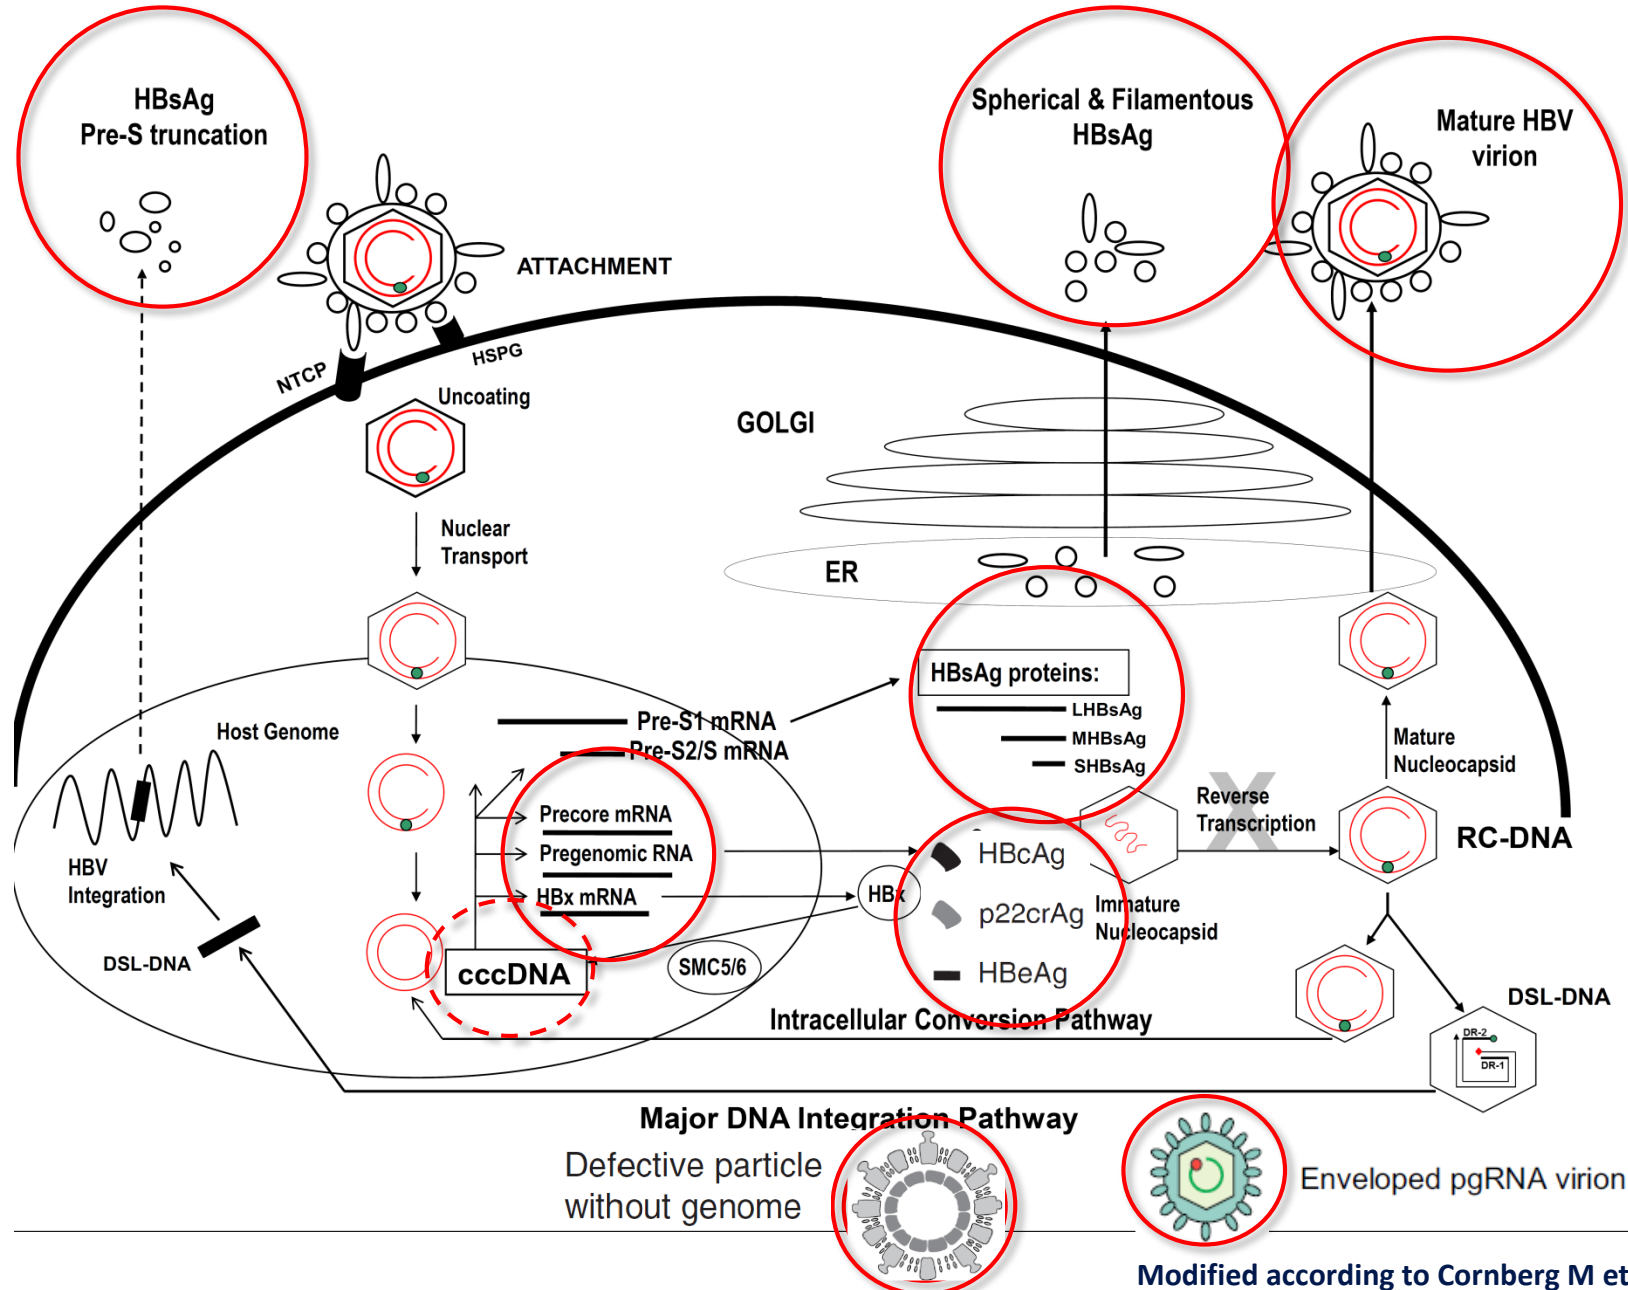 HBsAg
Pre-S truncation
Spherical & Filamentous
HBsAg
Mature HBV
virion
ATTACHMENT
NTCP
HSPG
Uncoating
GOLGI
Nuclear
Transport
ER
HBsAg proteins:
LHBsAg
MHBsAg
SHBsAg
Host Genome
Pre-S1 mRNA
Pre-S2/S mRNA
Precore mRNA
Pregenomic RNA
HBx mRNA
HBV
Integration
DSL-DNA
cccDNA
SMC5/6
HBx
HBcAg
p22crAg
HBeAg
Immature
Nucleocapsid
Reverse
Transcription
X
Mature
Nucleocapsid
RC-DNA
DSL-DNA
DR-2
DR-1
Intracellular Conversion Pathway
Major DNA Integration Pathway
Defective particle
without genome
Enveloped pgRNA virion
Modified according to Cornberg M et